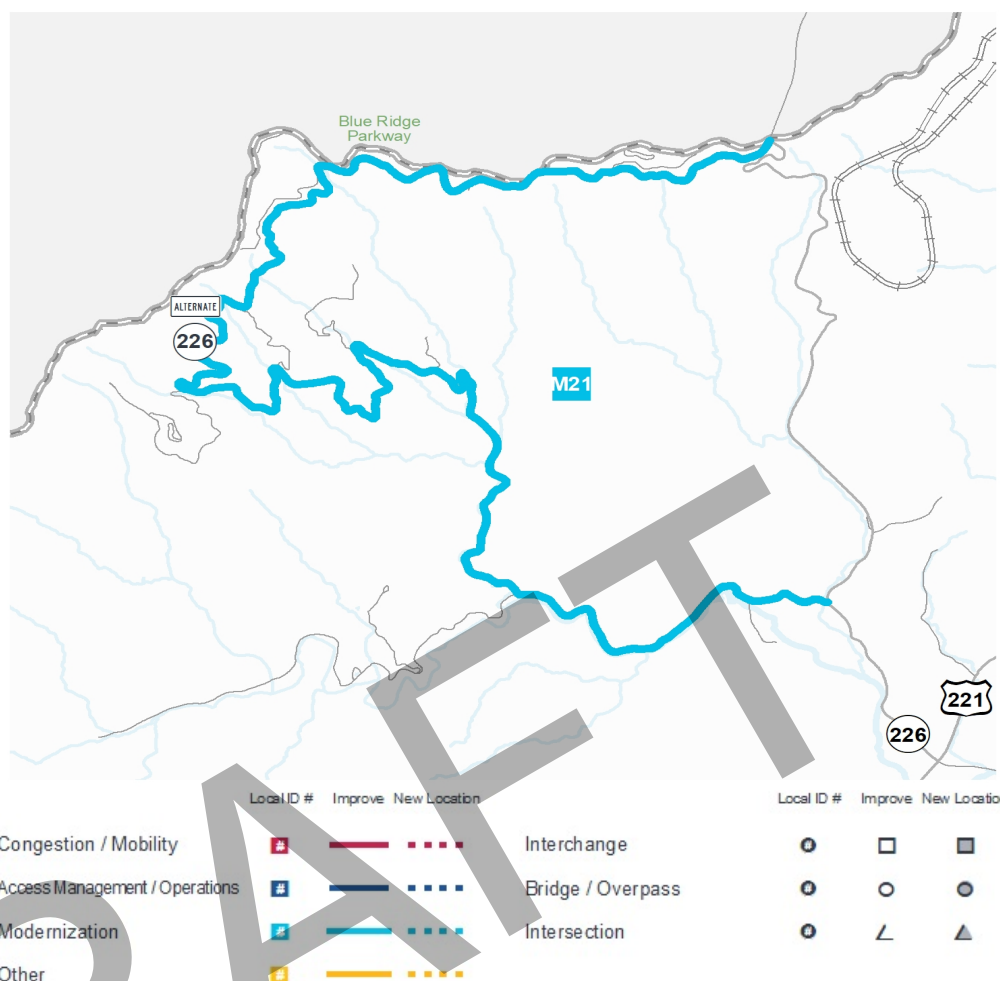 Blue Ridge
Parkway
ALTERNATE
226
M21
221
226
DRAFT
Local ID # Improve New Location
Congestion / Mobility #
Access Management / Operations #
Modernization #
Other #
Local ID # Improve New Locatio
Interchange #
Bridge / Overpass #
Intersection #